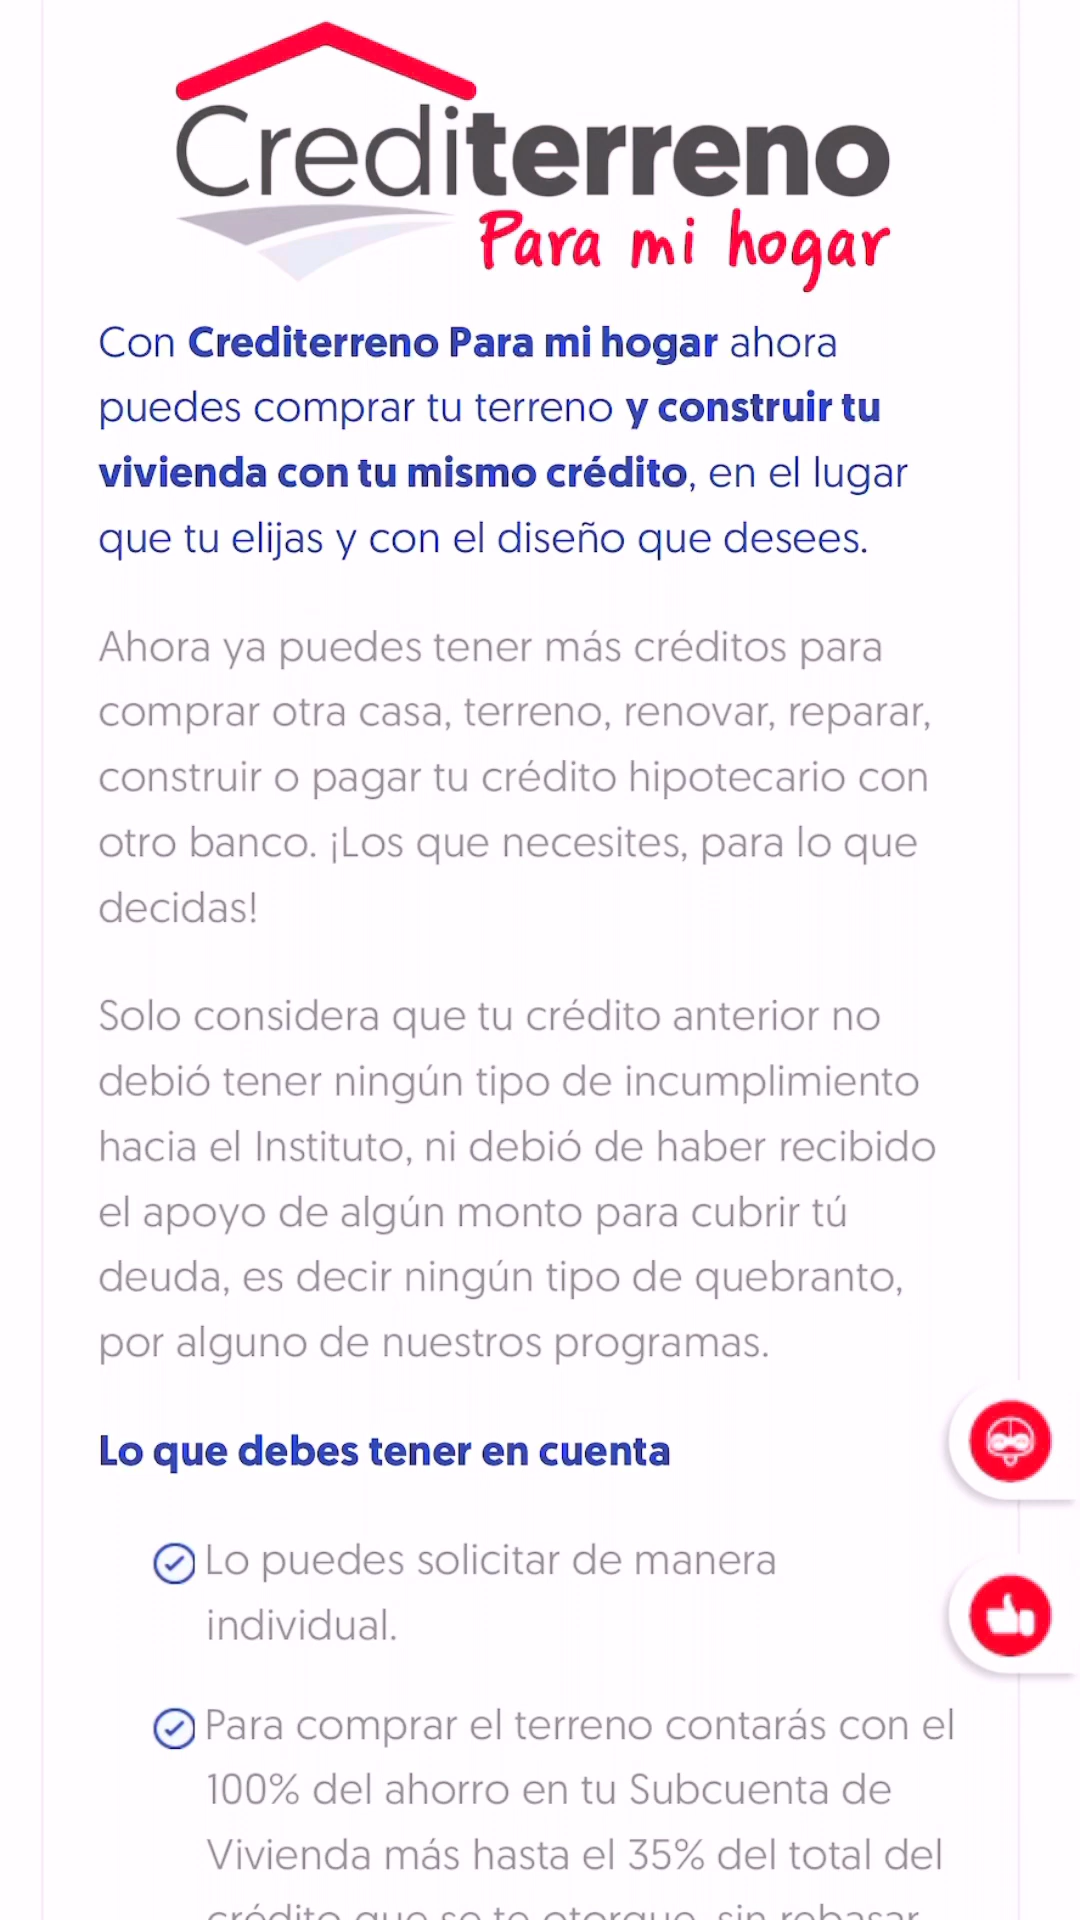 Crediterreno
Para mi hogar
Con Crediterreno Para mi hogar ahora
puedes comprar tu terreno y construir tu
vivienda con tu mismo crédito, en el lugar
que tu elijas y con el diseño que desees.
Ahora ya puedes tener más créditos para
comprar otra casa, terreno, renovar, reparar,
construir o pagar tu crédito hipotecario con
otro banco. ¡Los que necesites, para lo que
decidas!
Solo considera que tu crédito anterior no
debió tener ningún tipo de incumplimiento
hacia el Instituto, ni debió de haber recibido
el apoyo de algún monto para cubrir tú
deuda, es decir ningún tipo de quebranto,
por alguno de nuestros programas.
Lo que debes tener en cuenta
Lo puedes solicitar de manera
individual.
Para comprar el terreno contarás con el
100% del ahorro en tu Subcuenta de
Vivienda más hasta el 35% del total del
crédito que se te otorgue, sin rebasar